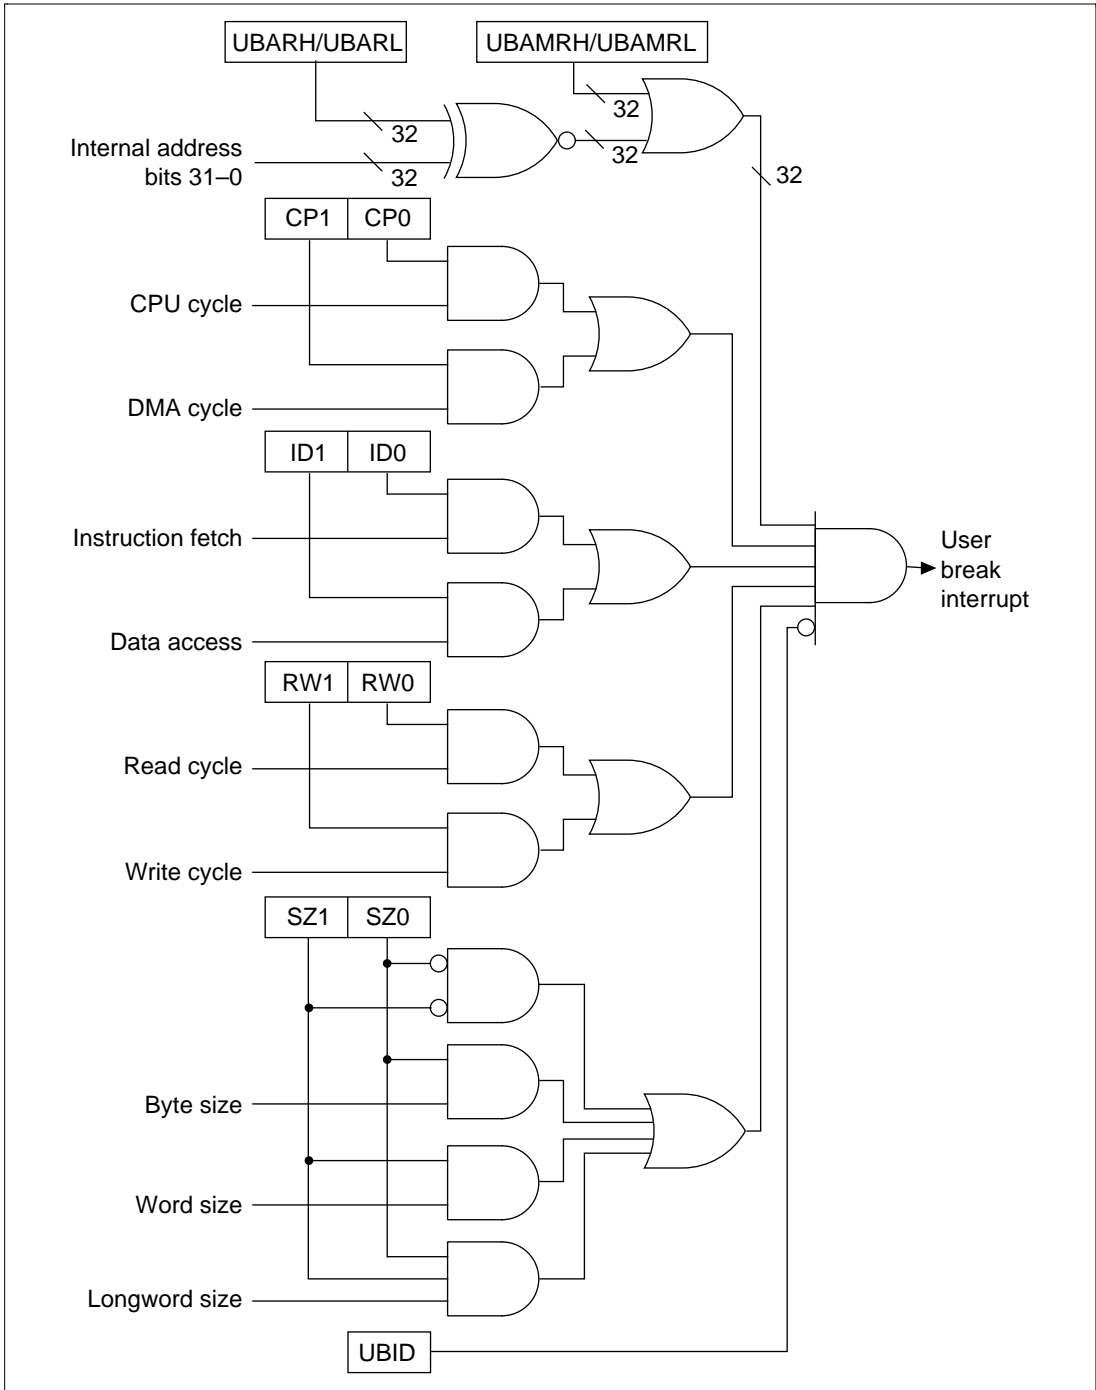 UBARH/UBARL
UBAMRH/UBAMRL
32
32
Internal address
bits 31–0
32
32
32
CP1 CP0
CPU cycle
DMA cycle
ID1 ID0
Instruction fetch
Data access
User
break
interrupt
RW1 RW0
Read cycle
Write cycle
SZ1 SZ0
Byte size
Word size
Longword size
UBID